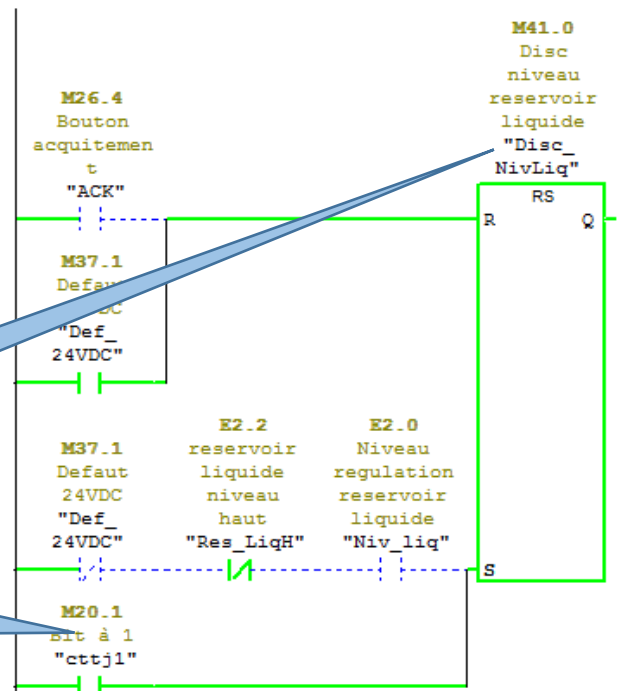 M41.0
Disc
niveau
reservoir
liquide
"Disc_
NivLiq"
RS
R
Q
M26.4
Bouton
acquitemen
t
"ACK"
M37.1
"Def_
24VDC"
M37.1
Defaut
24VDC
"Def_
24VDC"
E2.2
reservoir
liquide
niveau
haut
"Res_LiqH"
E2.0
Niveau
regulation
reservoir
liquide
"Niv_liq"
S
M20.1
Bit à 1
"cttj1"